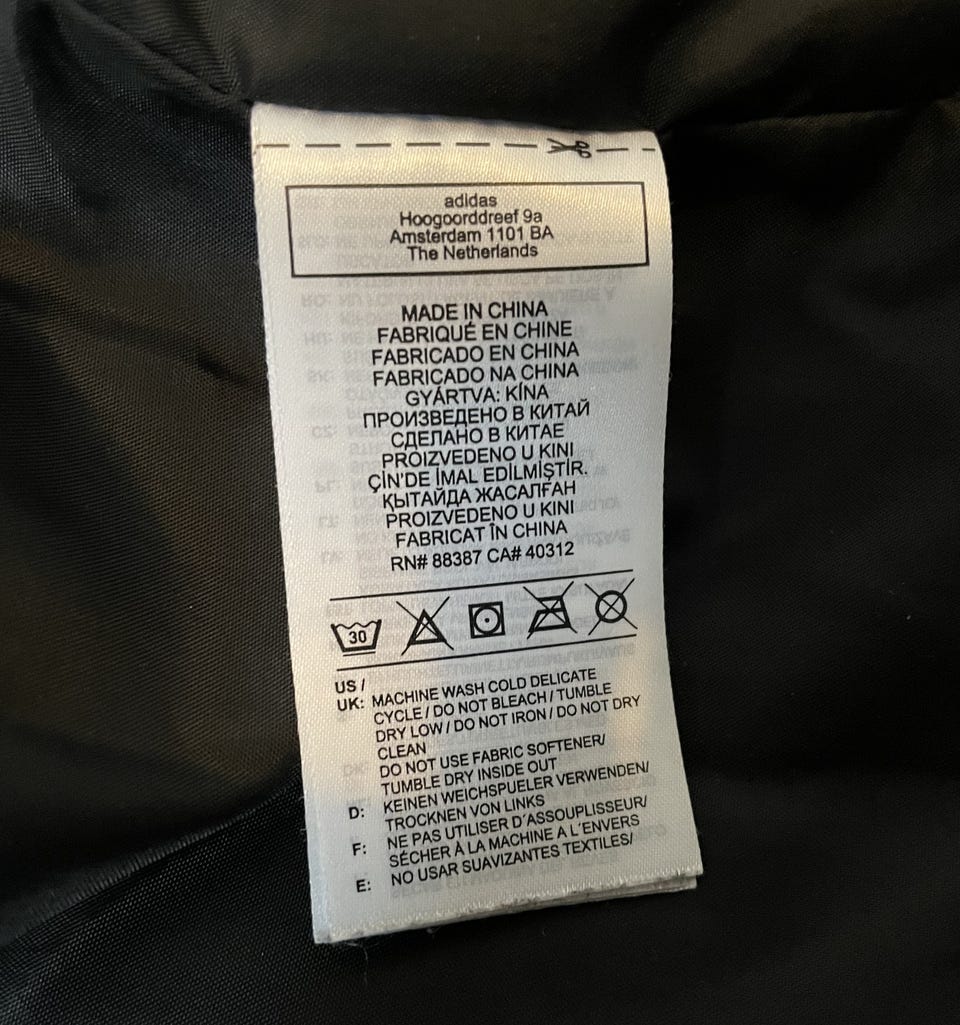 adidas
Hoogoorddreef 9a
Amsterdam 1101 BA
The Netherlands
MADE IN CHINA
FABRIQUÉ EN CHINE
FABRICADO EN CHINA
FABRICADO NA CHINA
GYÁRTVA: KÍNA
ПРОИЗВЕДЕНО В КИТАЙ
СДЕЛАНО В КИТАЕ
PROIZVEDENO U KINI
ÇİN'DE İMAL EDİLMİŞTİR.
ҚЫТАЙДА ЖАСАЛҒАН
PROIZVEDENO U KINI
FABRICAT ÎN CHINA
RN# 88387 CA# 40312
30
US /
UK: MACHINE WASH COLD DELICATE
CYCLE / DO NOT BLEACH / TUMBLE
DRY LOW / DO NOT IRON / DO NOT DRY
CLEAN
DO NOT USE FABRIC SOFTENER/
TUMBLE DRY INSIDE OUT
D: KEINEN WEICHSPUELER VERWENDEN/
TROCKNEN VON LINKS
F: NE PAS UTILISER D´ASSOUPLISSEUR/
SÉCHER À LA MACHINE A L´ENVERS
E: NO USAR SUAVIZANTES TEXTILES/